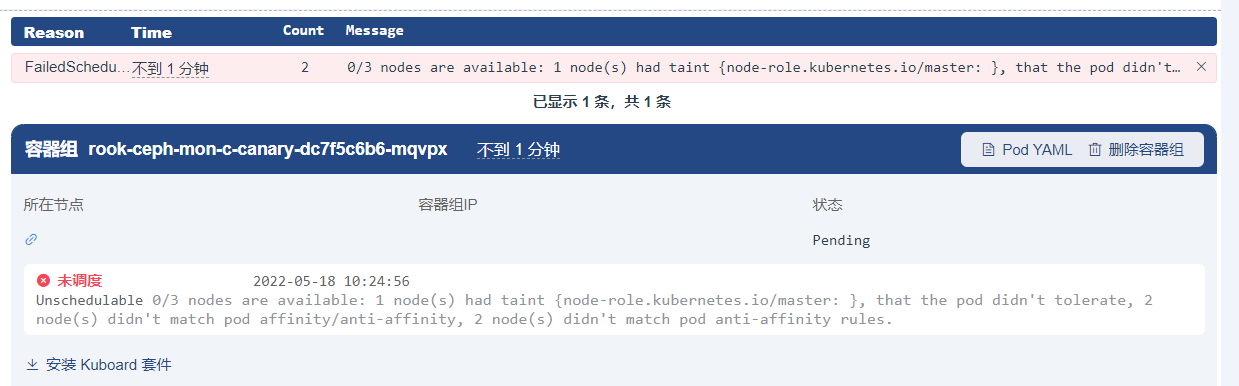 Reason Time Count Message
FailedSchedu... 不到 1 分钟 2 0/3 nodes are available: 1 node(s) had taint {node-role.kubernetes.io/master: }, that the pod didn't t...
已显示 1 条，共 1 条
容器组 rook-ceph-mon-c-canary-dc7f5c6b6-mqvpx 不到 1 分钟 Pod YAML 删除容器组
所在节点 容器组IP 状态
Pending
未调度 2022-05-18 10:24:56
Unschedulable 0/3 nodes are available: 1 node(s) had taint {node-role.kubernetes.io/master: }, that the pod didn't tolerate, 2
node(s) didn't match pod affinity/anti-affinity, 2 node(s) didn't match pod anti-affinity rules.
安装 Kuboard 套件